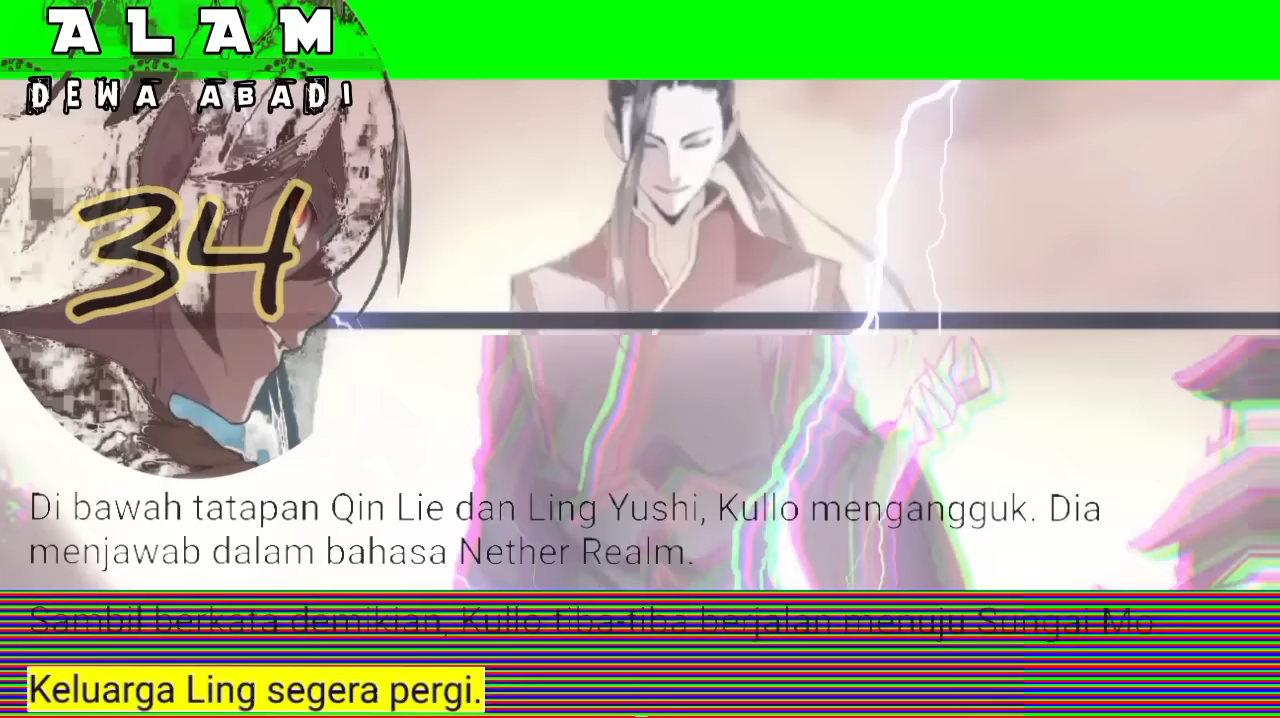 ALAM
DEWA ABADI
34
Di bawah tatapan Qin Lie dan Ling Yushi, Kullo mengangguk. Dia
menjawab dalam bahasa Nether Realm.
Sambil berkata demikian, Kullo tiba-tiba berjalan menuju Sungai Mo.
Keluarga Ling segera pergi.